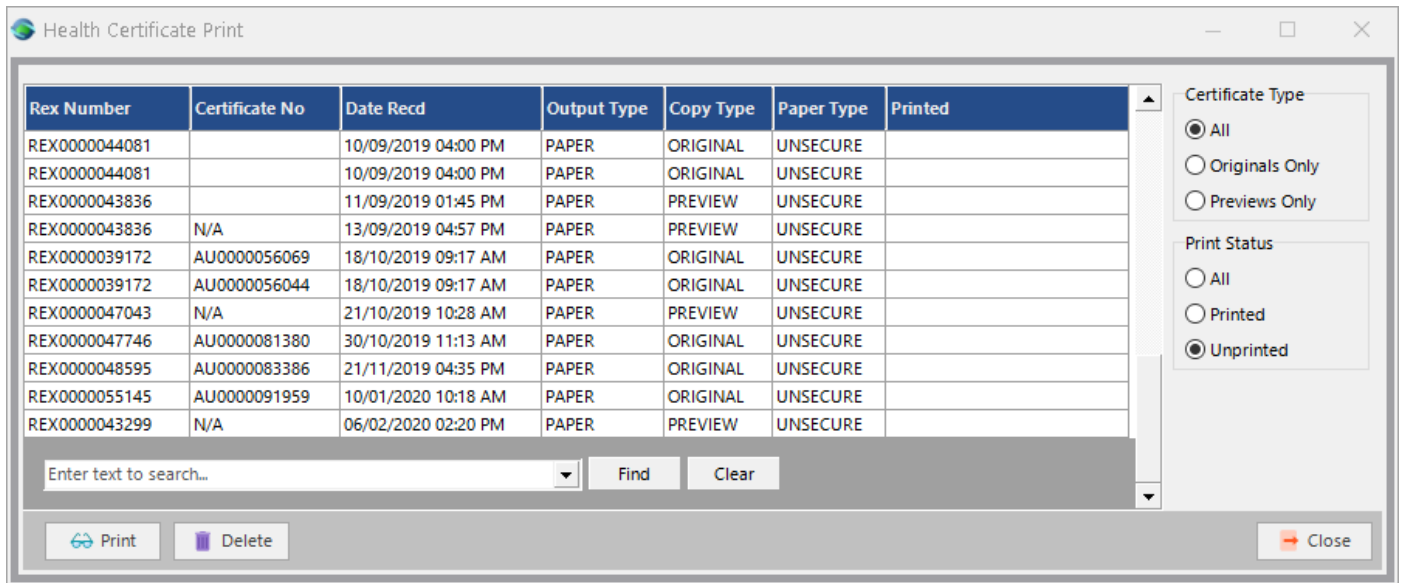 Health Certificate Print
Rex Number Certificate No Date Recd Output Type Copy Type Paper Type Printed
REX0000044081 10/09/2019 04:00 PM PAPER ORIGINAL UNSECURE
REX0000044081 10/09/2019 04:00 PM PAPER ORIGINAL UNSECURE
REX0000043836 11/09/2019 01:45 PM PAPER PREVIEW UNSECURE
REX0000043836 N/A 13/09/2019 04:57 PM PAPER PREVIEW UNSECURE
REX0000039172 AU0000056069 18/10/2019 09:17 AM PAPER ORIGINAL UNSECURE
REX0000039172 AU0000056044 18/10/2019 09:17 AM PAPER ORIGINAL UNSECURE
REX0000047043 N/A 21/10/2019 10:28 AM PAPER PREVIEW UNSECURE
REX0000047746 AU0000081380 30/10/2019 11:13 AM PAPER ORIGINAL UNSECURE
REX0000048595 AU0000083386 21/11/2019 04:35 PM PAPER ORIGINAL UNSECURE
REX0000055145 AU0000091959 10/01/2020 10:18 AM PAPER ORIGINAL UNSECURE
REX0000043299 N/A 06/02/2020 02:20 PM PAPER PREVIEW UNSECURE
Enter text to search... Find Clear
Print Delete Close
Certificate Type
All
Originals Only
Previews Only
Print Status
All
Printed
Unprinted